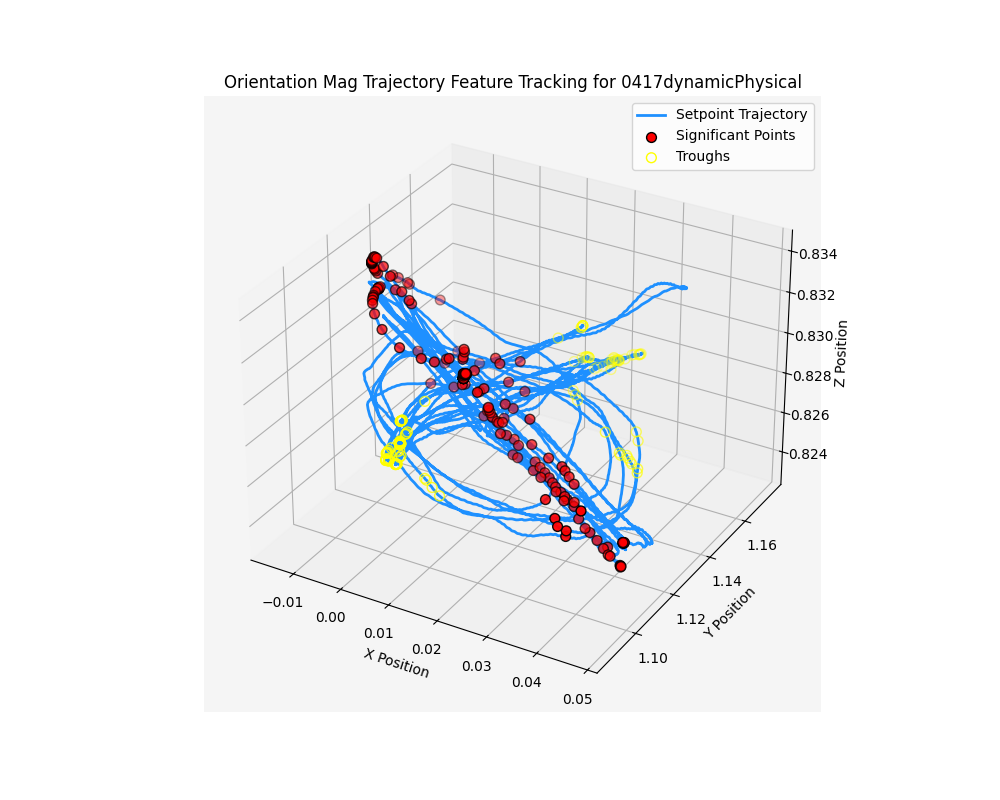 Orientation Mag Trajectory Feature Tracking for 0417dynamicPhysical
Setpoint Trajectory
Significant Points
Troughs
0.834
0.832
0.830
0.828
0.826
0.824
Z Position
1.16
1.14
1.12
1.10
Y Position
−0.01
0.00
0.01
0.02
0.03
0.04
0.05
X Position